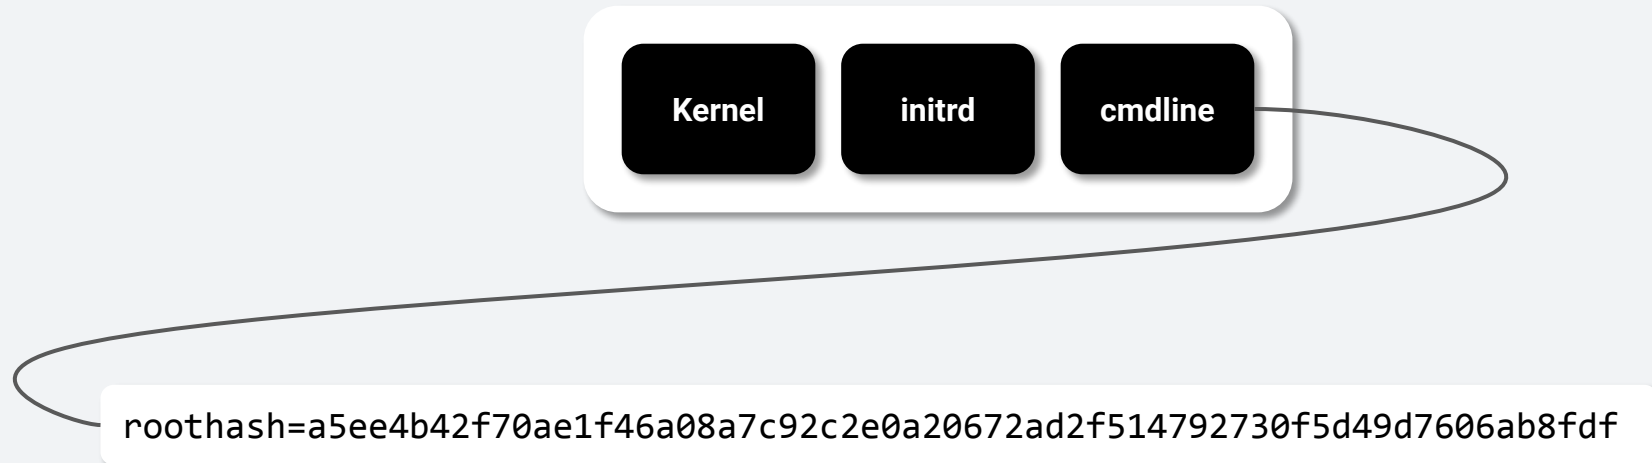 Kernel initrd cmdline
roothash=a5ee4b42f70ae1f46a08a7c92c2e0a20672ad2f514792730f5d49d7606ab8fdf